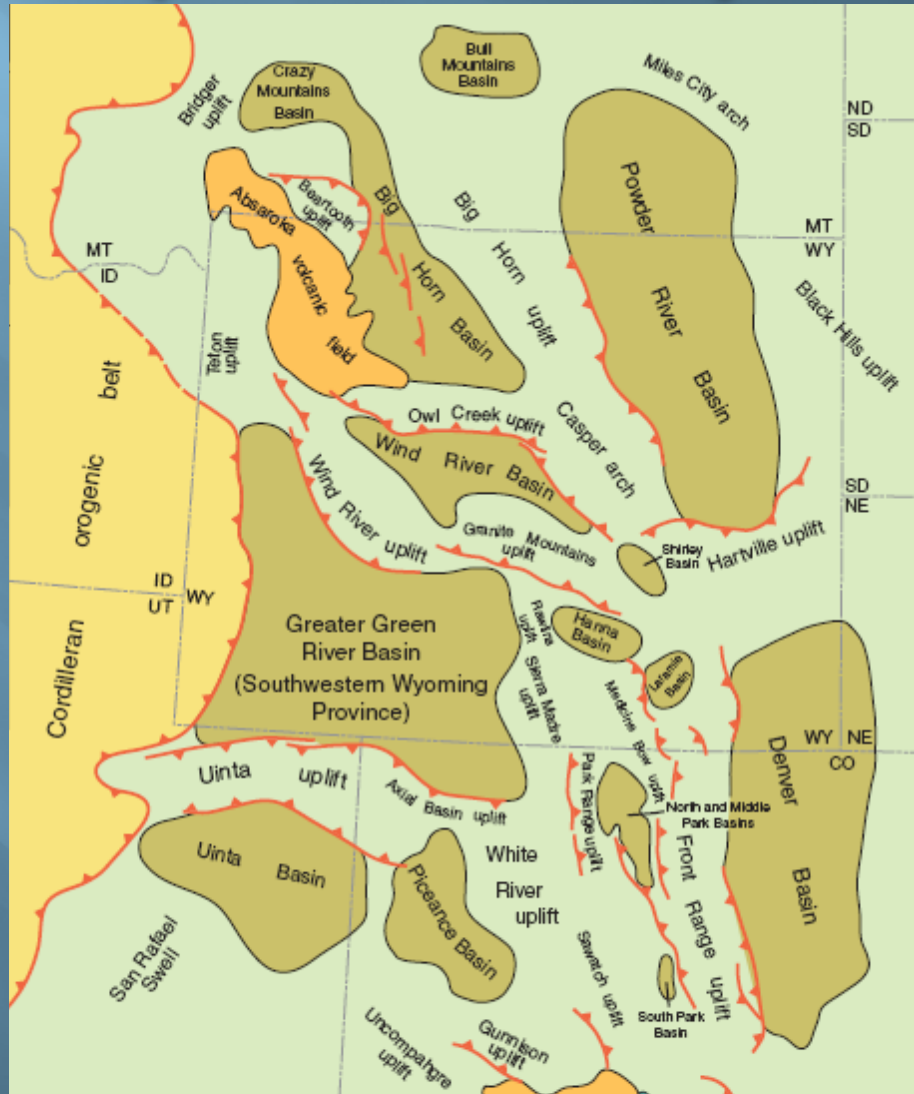 Bull
Mountains
Basin
Crazy
Mountains
Basin
Miles City arch
Bridger
uplift
ND
SD
Absaroka
volcanic
field
Beartooth
uplift
Big
Horn
Basin
Big
Horn
uplift
Powder
River
Basin
MT
WY
MT
ID
Black Hills uplift
Teton
uplift
Cordilleran
orogenic
belt
Owl Creek uplift
Casper arch
Wind River Basin
Wind River uplift
Granite Mountains
uplift
SD
NE
Shirley
Basin
Hartville uplift
ID
UT
WY
Greater Green
River Basin
(Southwestern Wyoming
Province)
Rawlins
uplift
Hanna
Basin
Laramie
Basin
Sierra Madre
uplift
Medicine Bow uplift
WY
NE
CO
Denver
Basin
Uinta uplift
Axial Basin uplift
Park Range uplift
North and Middle
Park Basins
Front
Range
uplift
Uinta Basin
Piceance Basin
White
River
uplift
San Rafael
Swell
Sawatch uplift
South Park
Basin
Gunnison
uplift
Uncompahgre
uplift